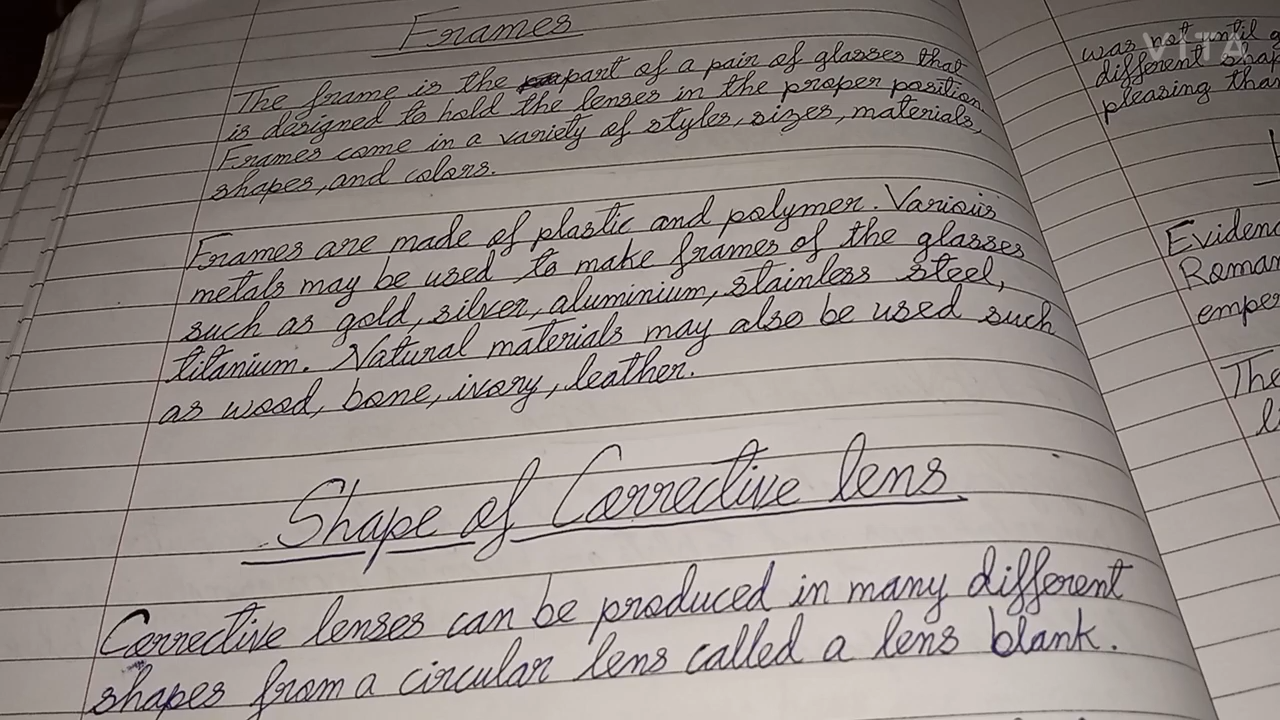 Frames
The frame is the part of a pair of glasses that
is designed to hold the lenses in the proper position.
Frames come in a variety of styles, sizes, materials,
shapes, and colors.
Frames are made of plastic and polymer. Various
metals may be used to make frames of the glasses
such as gold, silver, aluminium, stainless steel,
titanium. Natural materials may also be used such
as wood, bone, ivory, leather.
Shape of Corrective lens
Corrective lenses can be produced in many different
shapes from a circular lens called a lens blank.
was not until
different
pleasing
Evidenc
Roman
emper
The
VITA